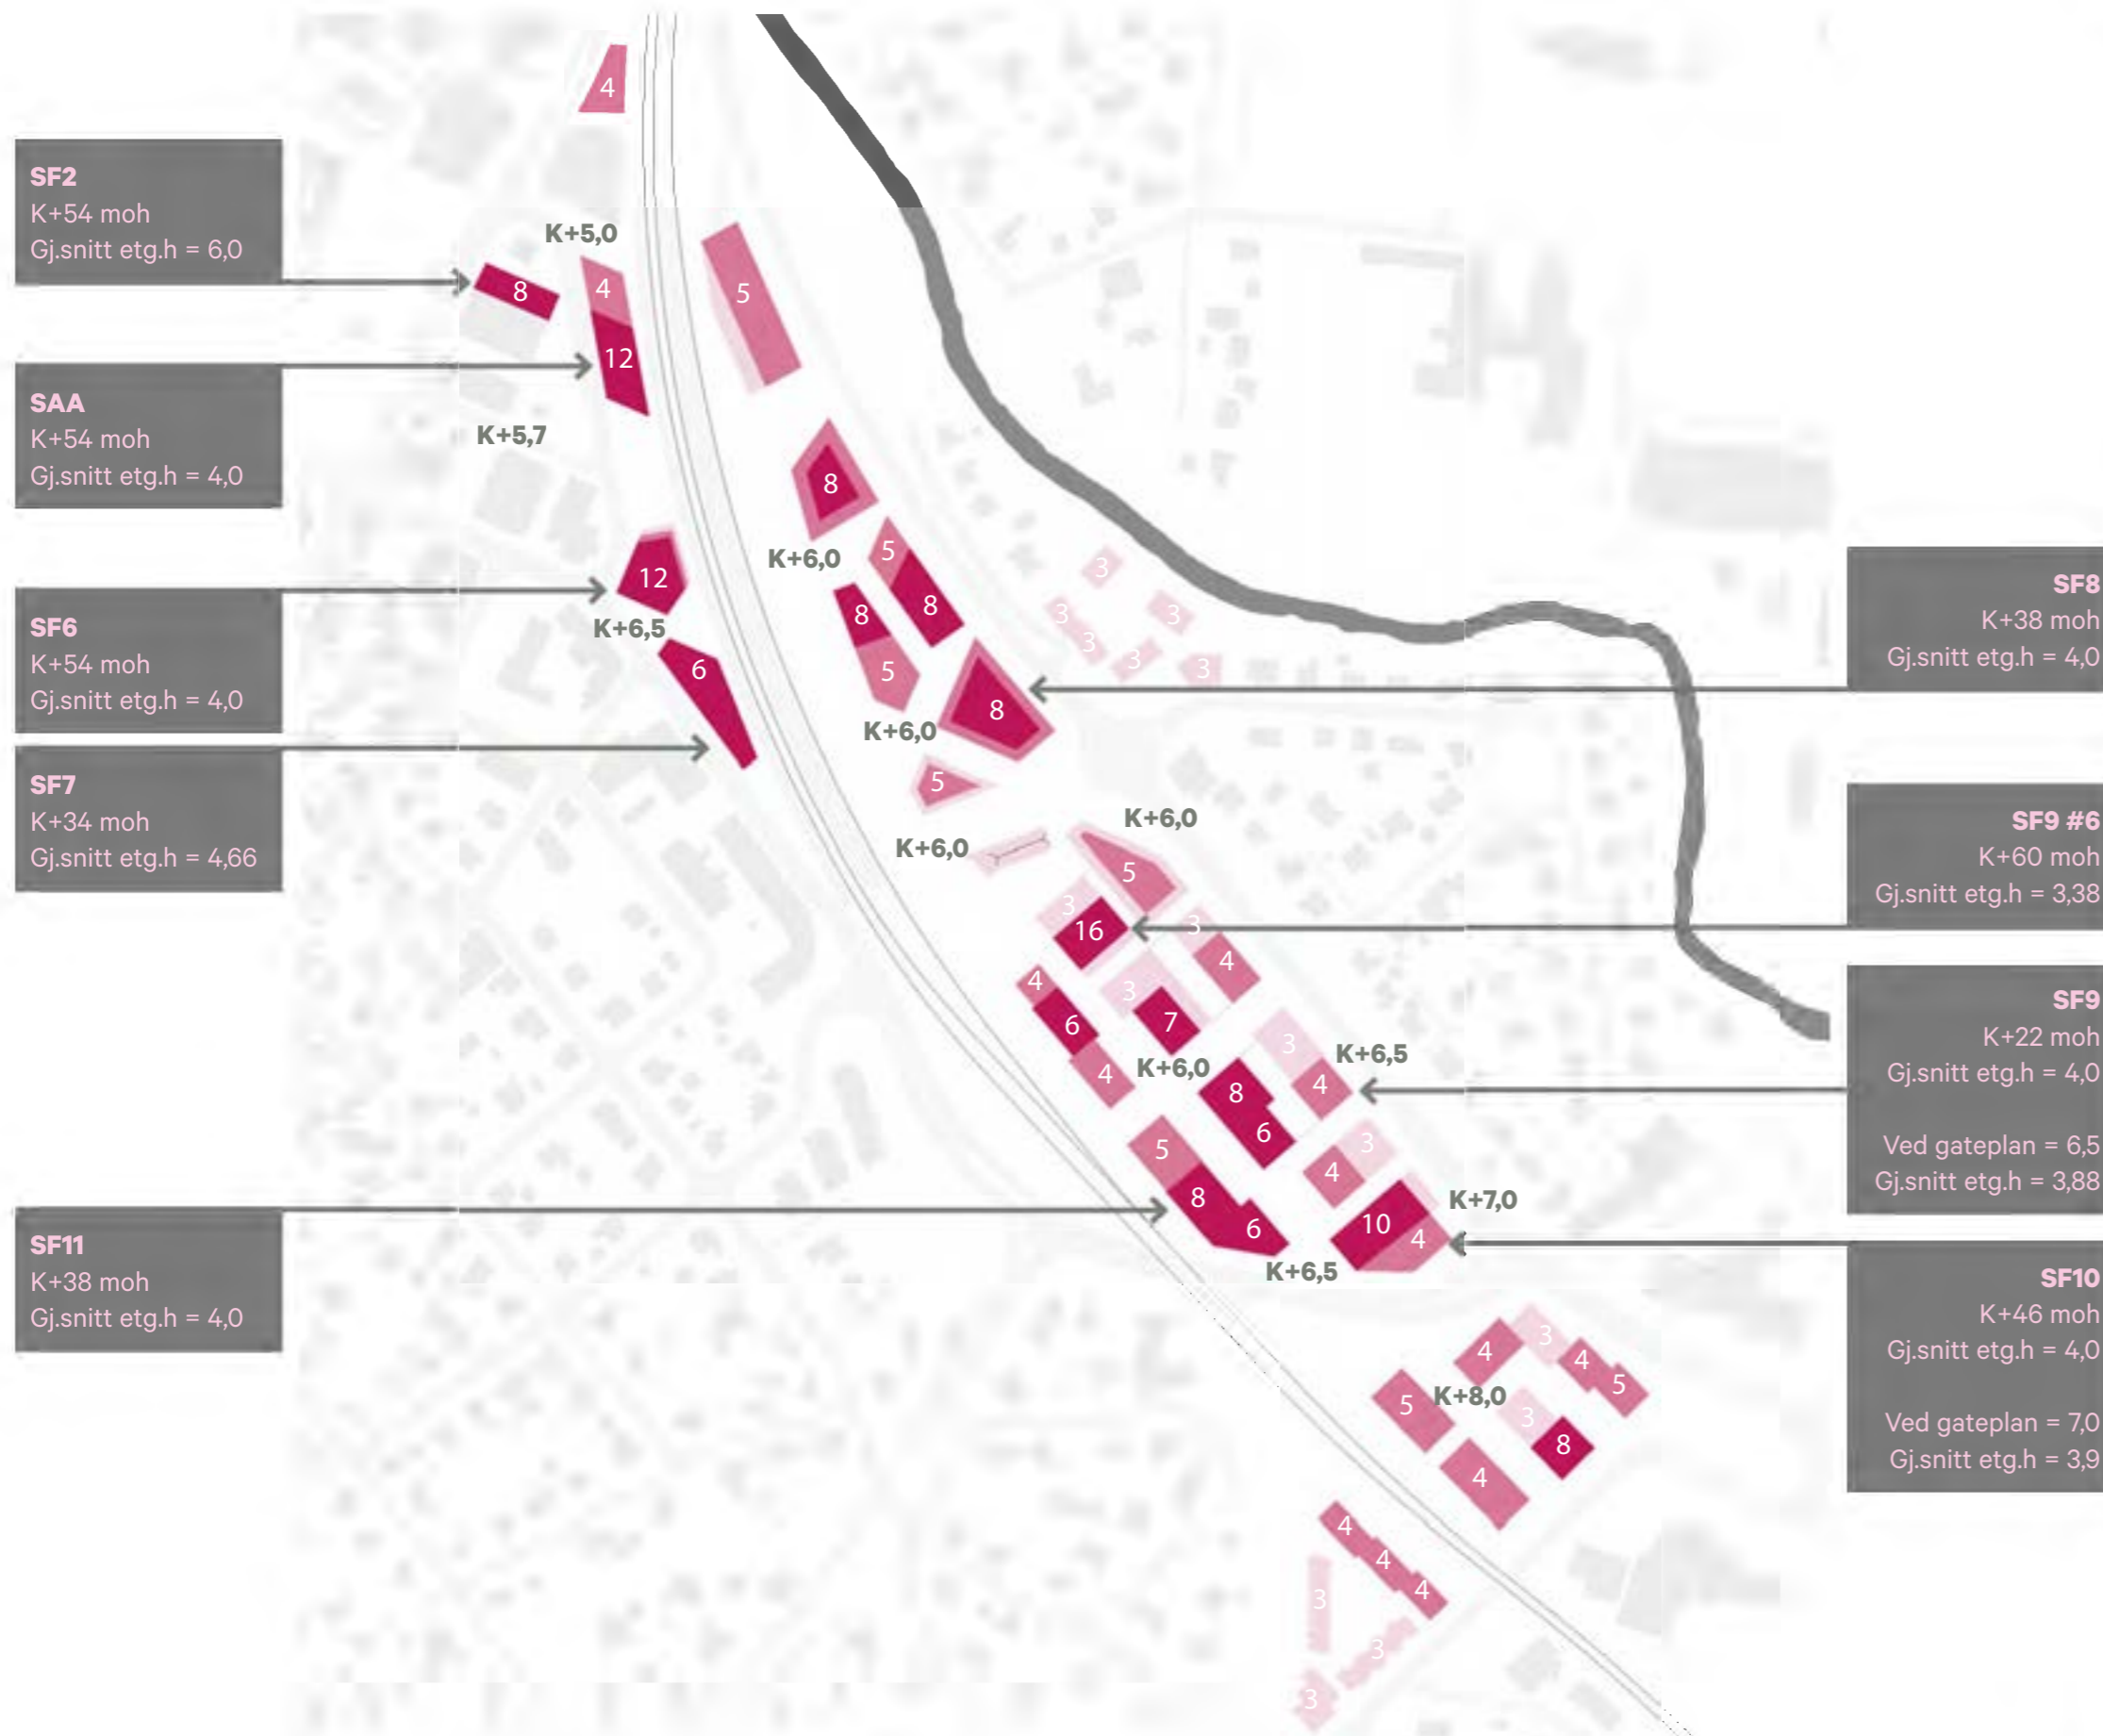 SF2
K+54 moh
Gj.snitt etg.h = 6,0
SAA
K+54 moh
Gj.snitt etg.h = 4,0
SF6
K+54 moh
Gj.snitt etg.h = 4,0
SF7
K+34 moh
Gj.snitt etg.h = 4,66
SF11
K+38 moh
Gj.snitt etg.h = 4,0
4
K+5,0
8
4
5
12
K+5,7
8
K+6,0
5
12
8
8
K+6,5
6
5
8
K+6,0
5
K+6,0
K+6,0
5
3
3
3
3
3
3
3
16
3
4
4
3
6
7
K+6,0
4
3
K+6,5
8
4
6
3
5
4
8
6
10
4
K+7,0
K+6,5
4
3
4
5
5
K+8,0
3
8
4
4
4
4
3
3
3
SF8
K+38 moh
Gj.snitt etg.h = 4,0
SF9 #6
K+60 moh
Gj.snitt etg.h = 3,38
SF9
K+22 moh
Gj.snitt etg.h = 4,0
Ved gateplan = 6,5
Gj.snitt etg.h = 3,88
SF10
K+46 moh
Gj.snitt etg.h = 4,0
Ved gateplan = 7,0
Gj.snitt etg.h = 3,9